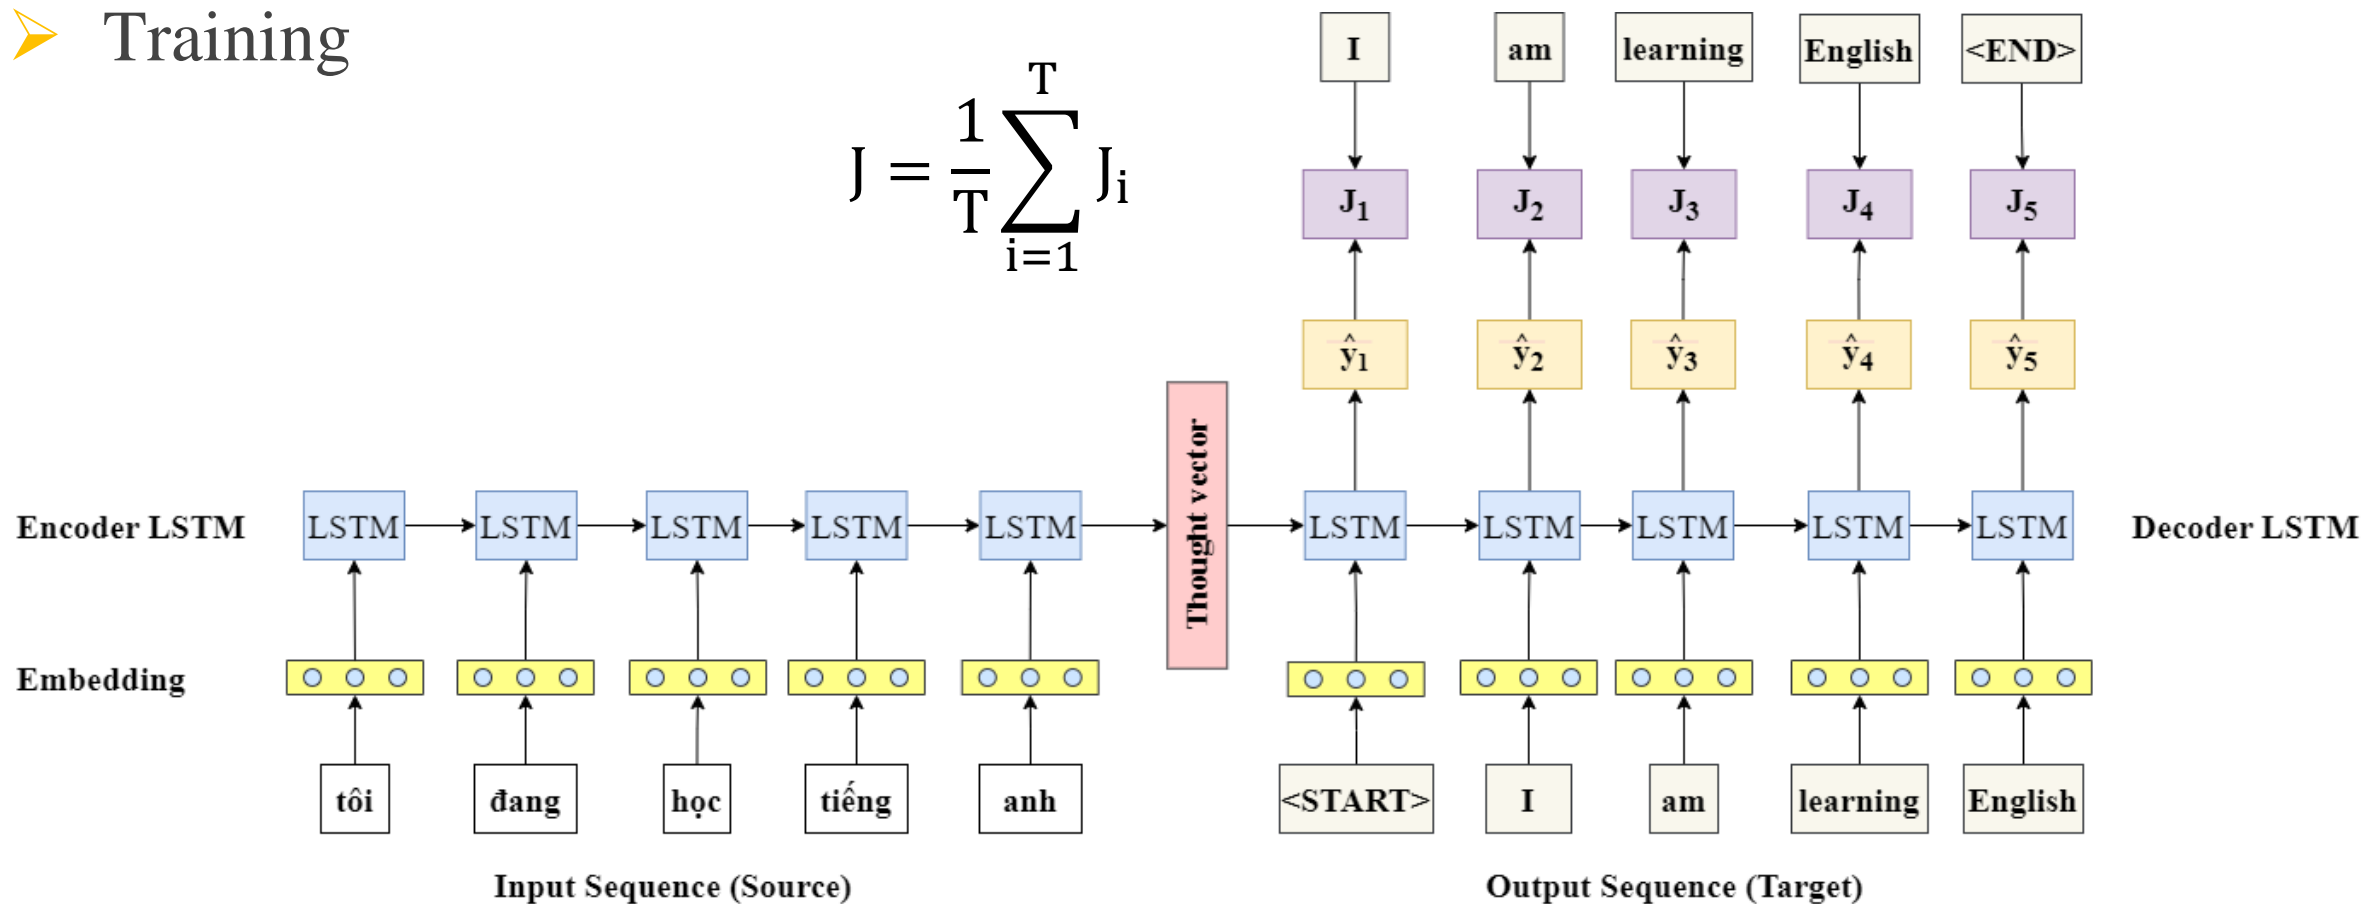 Training
J = \frac{1}{T} \sum_{i=1}^{T} J_i
I am learning English <END>
J₁ J₂ J₃ J₄ J₅
ŷ₁ ŷ₂ ŷ₃ ŷ₄ ŷ₅
Thought vector
Encoder LSTM LSTM LSTM LSTM LSTM LSTM LSTM LSTM LSTM LSTM LSTM Decoder LSTM
Embedding
tôi đang học tiếng anh <START> I am learning English
Input Sequence (Source) Output Sequence (Target)